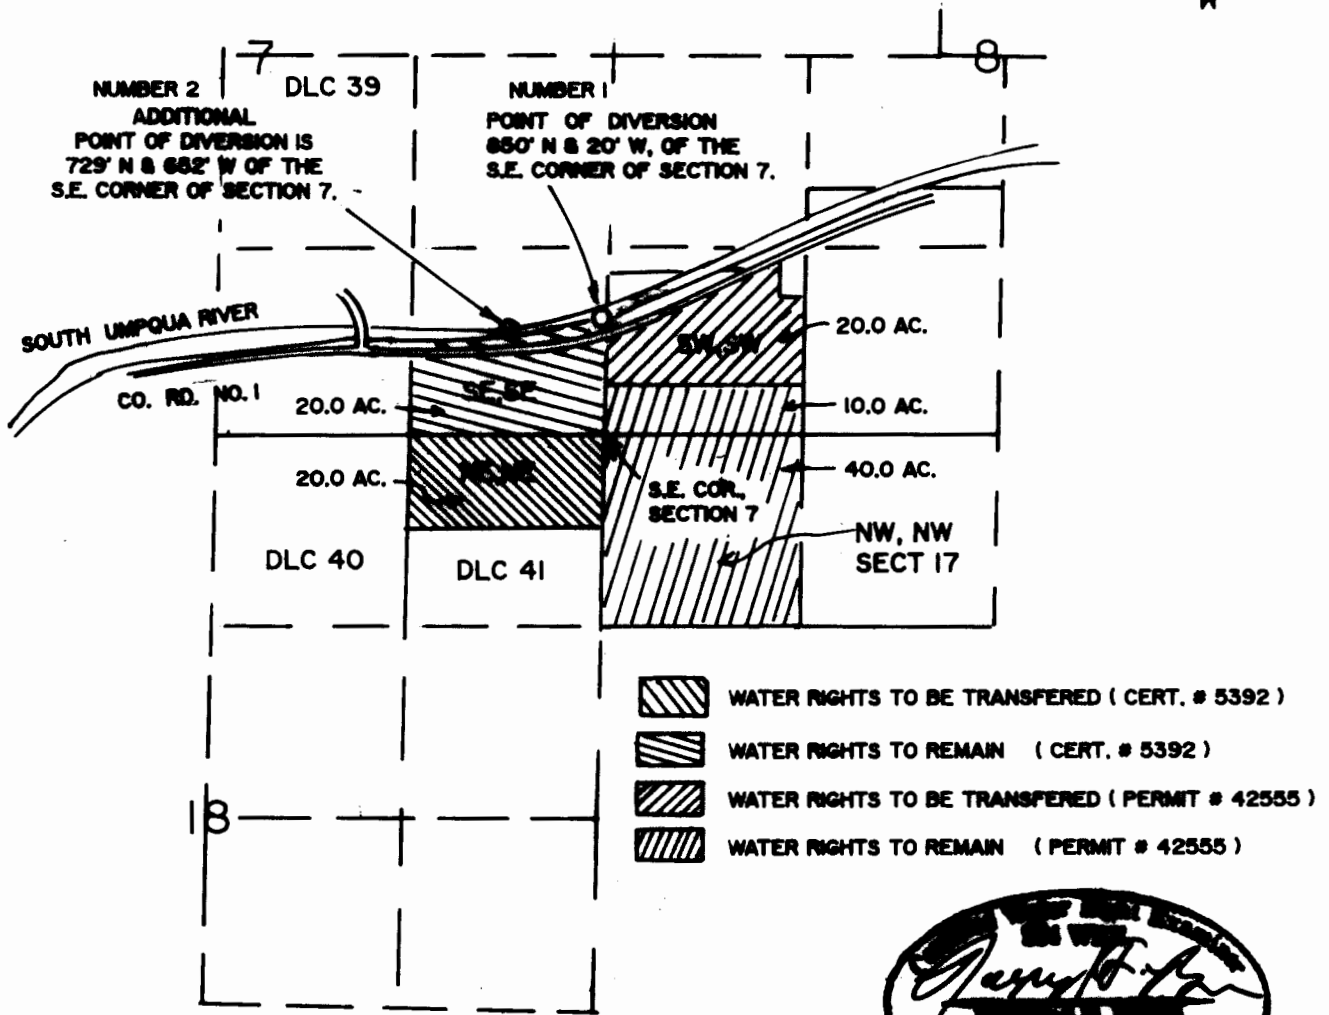 7
8
DLC 39
NUMBER 2
ADDITIONAL
POINT OF DIVERSION IS
729' N & 652' W OF THE
S.E. CORNER OF SECTION 7.
NUMBER 1
POINT OF DIVERSION
850' N & 20' W, OF THE
S.E. CORNER OF SECTION 7.
SOUTH UMPQUA RIVER
CO. RD. NO. 1
SW, SW
20.0 AC.
SE, SE
20.0 AC.
10.0 AC.
NE, NE
20.0 AC.
40.0 AC.
S.E. COR.,
SECTION 7
NW, NW
SECT 17
DLC 40
DLC 41
18
WATER RIGHTS TO BE TRANSFERED ( CERT. # 5392 )
WATER RIGHTS TO REMAIN ( CERT. # 5392 )
WATER RIGHTS TO BE TRANSFERED ( PERMIT # 42555 )
WATER RIGHTS TO REMAIN ( PERMIT # 42555 )
Water Right Examiner